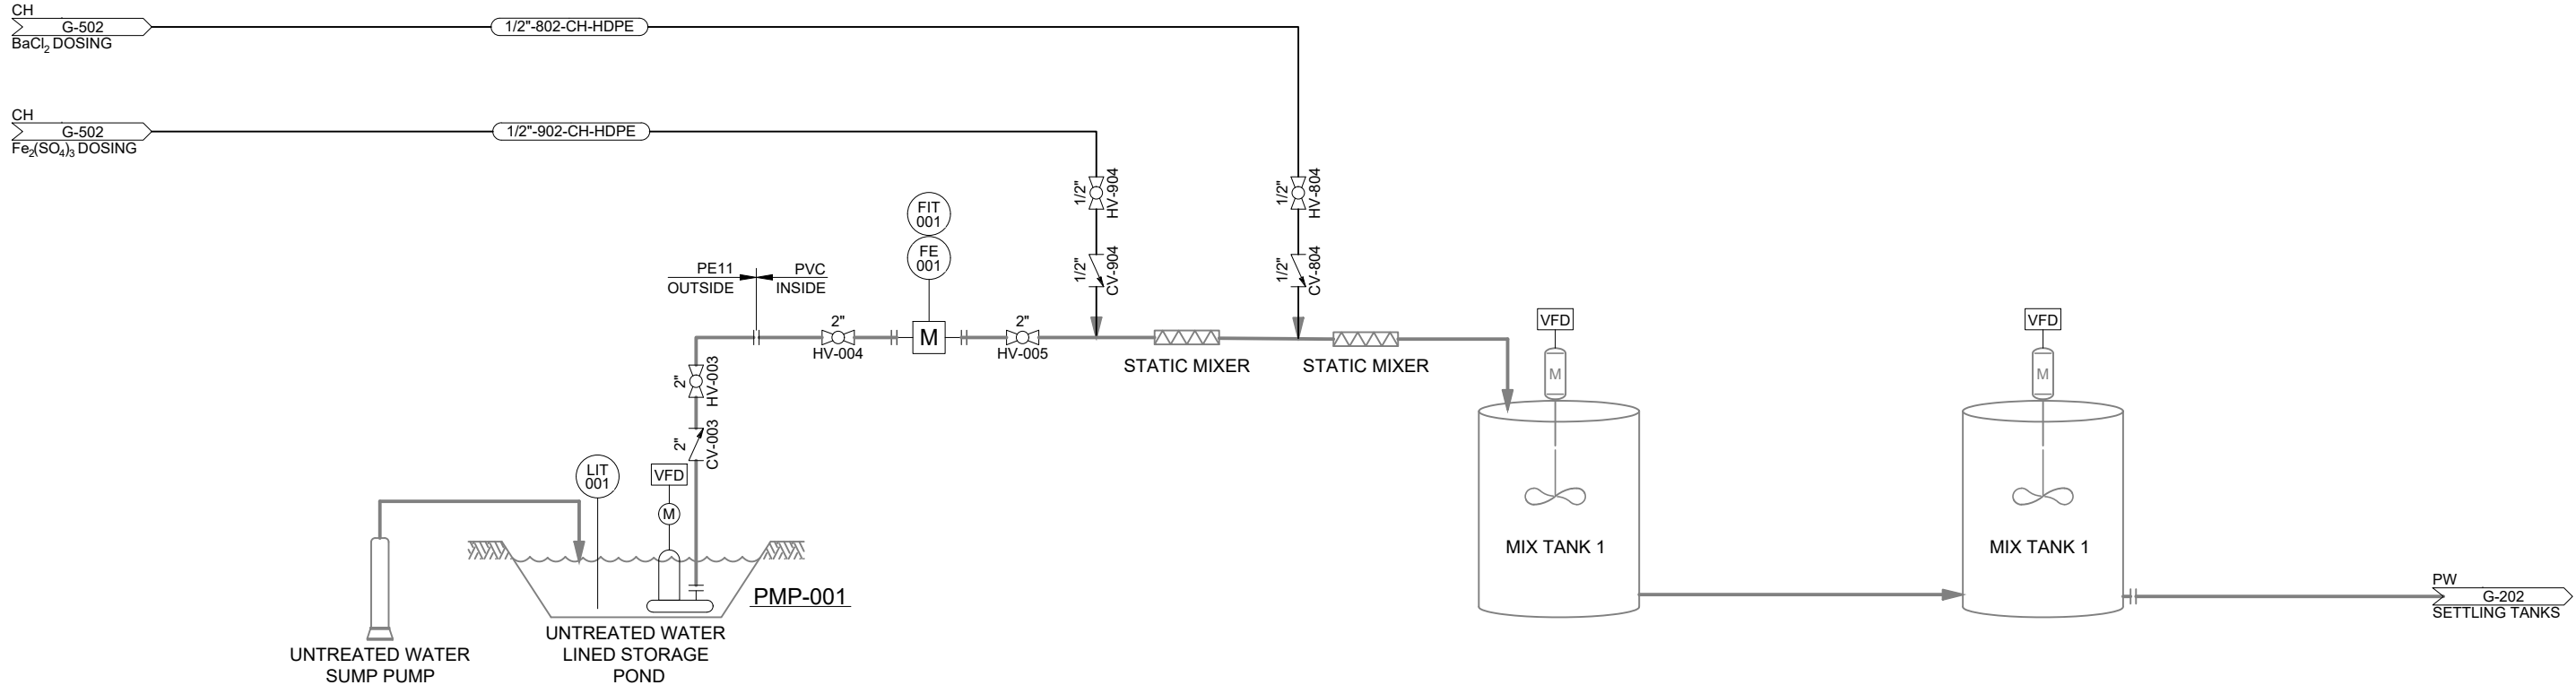 CH
G-502
BaCl₂ DOSING
1/2"-802-CH-HDPE
CH
G-502
Fe₂(SO₄)₃ DOSING
1/2"-902-CH-HDPE
1/2"
HV-904
1/2"
HV-804
1/2"
CV-904
1/2"
CV-804
FIT
001
FE
001
PE11
OUTSIDE
PVC
INSIDE
2"
HV-004
M
2"
HV-005
STATIC MIXER
STATIC MIXER
2"
HV-003
2"
CV-003
LIT
001
VFD
M
PMP-001
UNTREATED WATER
SUMP PUMP
UNTREATED WATER
LINED STORAGE
POND
VFD
M
MIX TANK 1
VFD
M
MIX TANK 1
PW
G-202
SETTLING TANKS